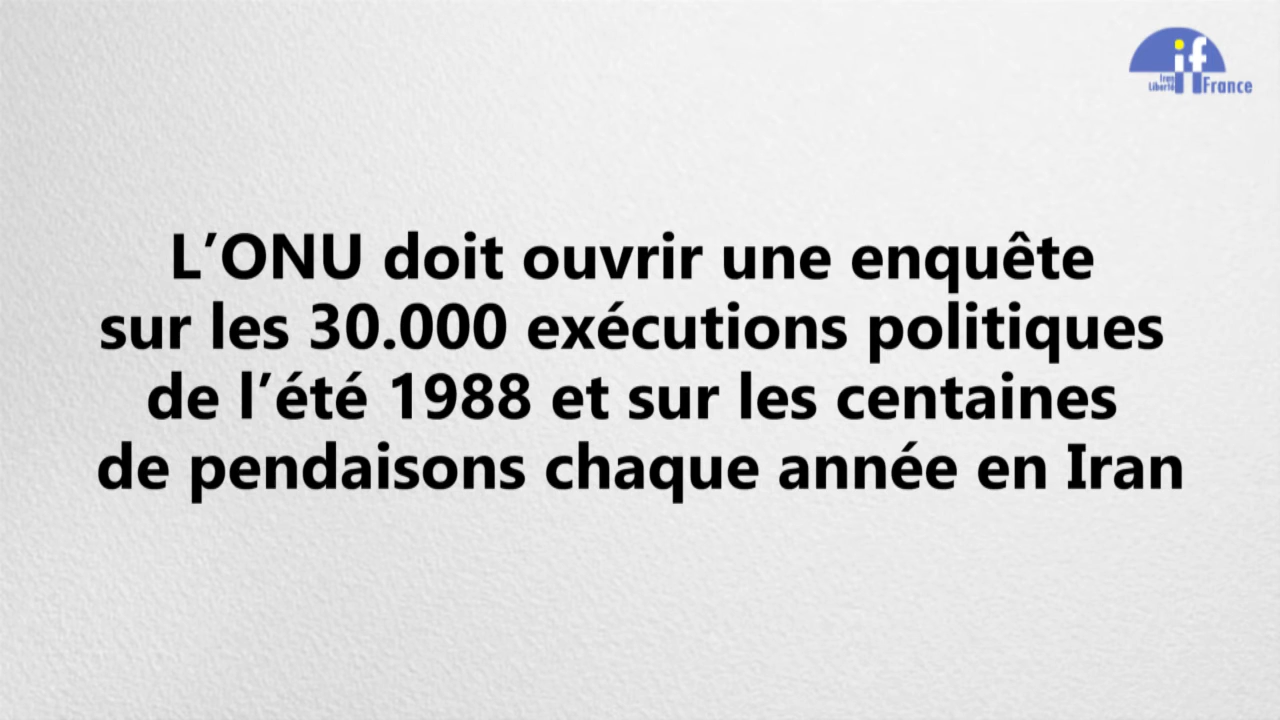 if
Iran
Liberté
France
L’ONU doit ouvrir une enquête
sur les 30.000 exécutions politiques
de l’été 1988 et sur les centaines
de pendaisons chaque année en Iran